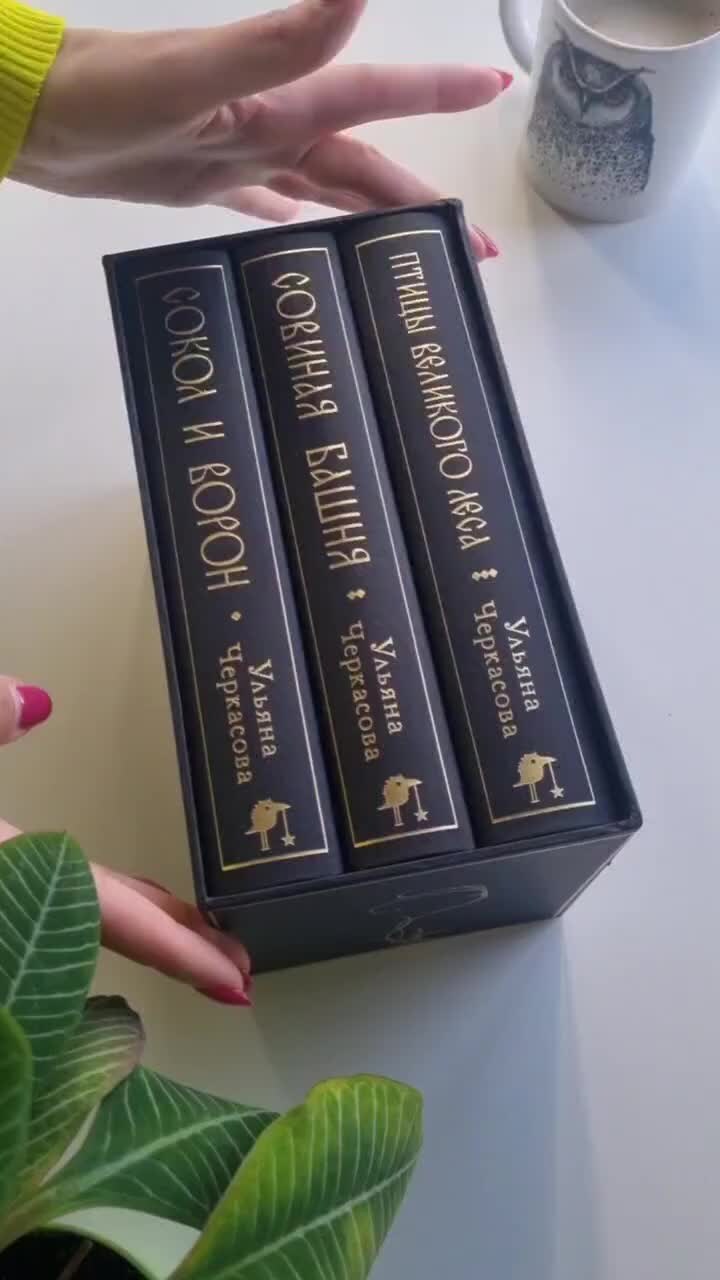 СОКОЛ И ВОРОН
Ульяна
Черкасова
СОВИНАЯ БАШНЯ
Ульяна
Черкасова
ПТИЦЫ ВЕЛИКОГО ЛЕСА
Ульяна
Черкасова